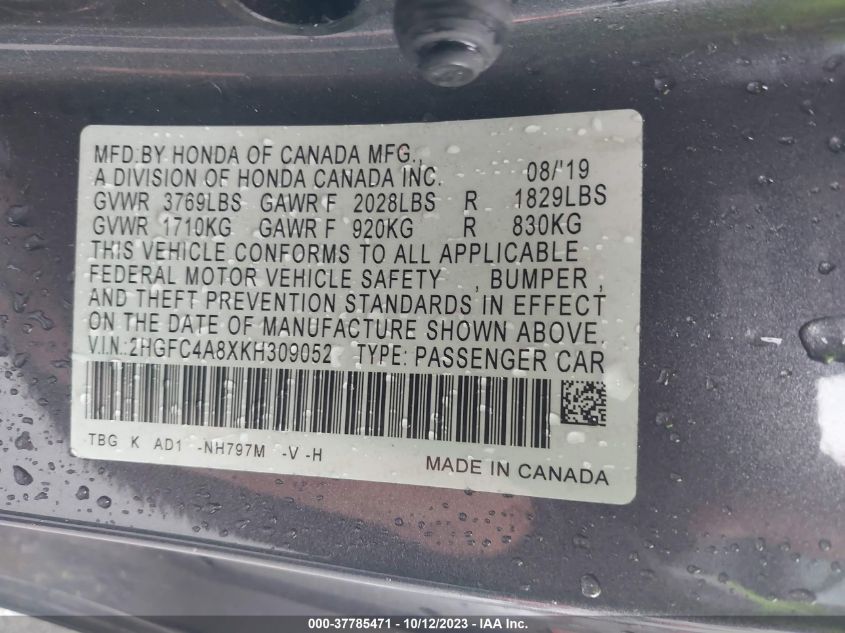 MFD.BY HONDA OF CANADA MFG.,
A DIVISION OF HONDA CANADA INC. 08/'19
GVWR 3769LBS GAWR F 2028LBS R 1829LBS
GVWR 1710KG GAWR F 920KG R 830KG
THIS VEHICLE CONFORMS TO ALL APPLICABLE
FEDERAL MOTOR VEHICLE SAFETY , BUMPER ,
AND THEFT PREVENTION STANDARDS IN EFFECT
ON THE DATE OF MANUFACTURE SHOWN ABOVE.
V.I.N.:2HGFC4A8XKH309052 TYPE: PASSENGER CAR
TBG K AD1 -NH797M -V -H
MADE IN CANADA
000-37785471 - 10/12/2023 - Copyright IAA, Inc.